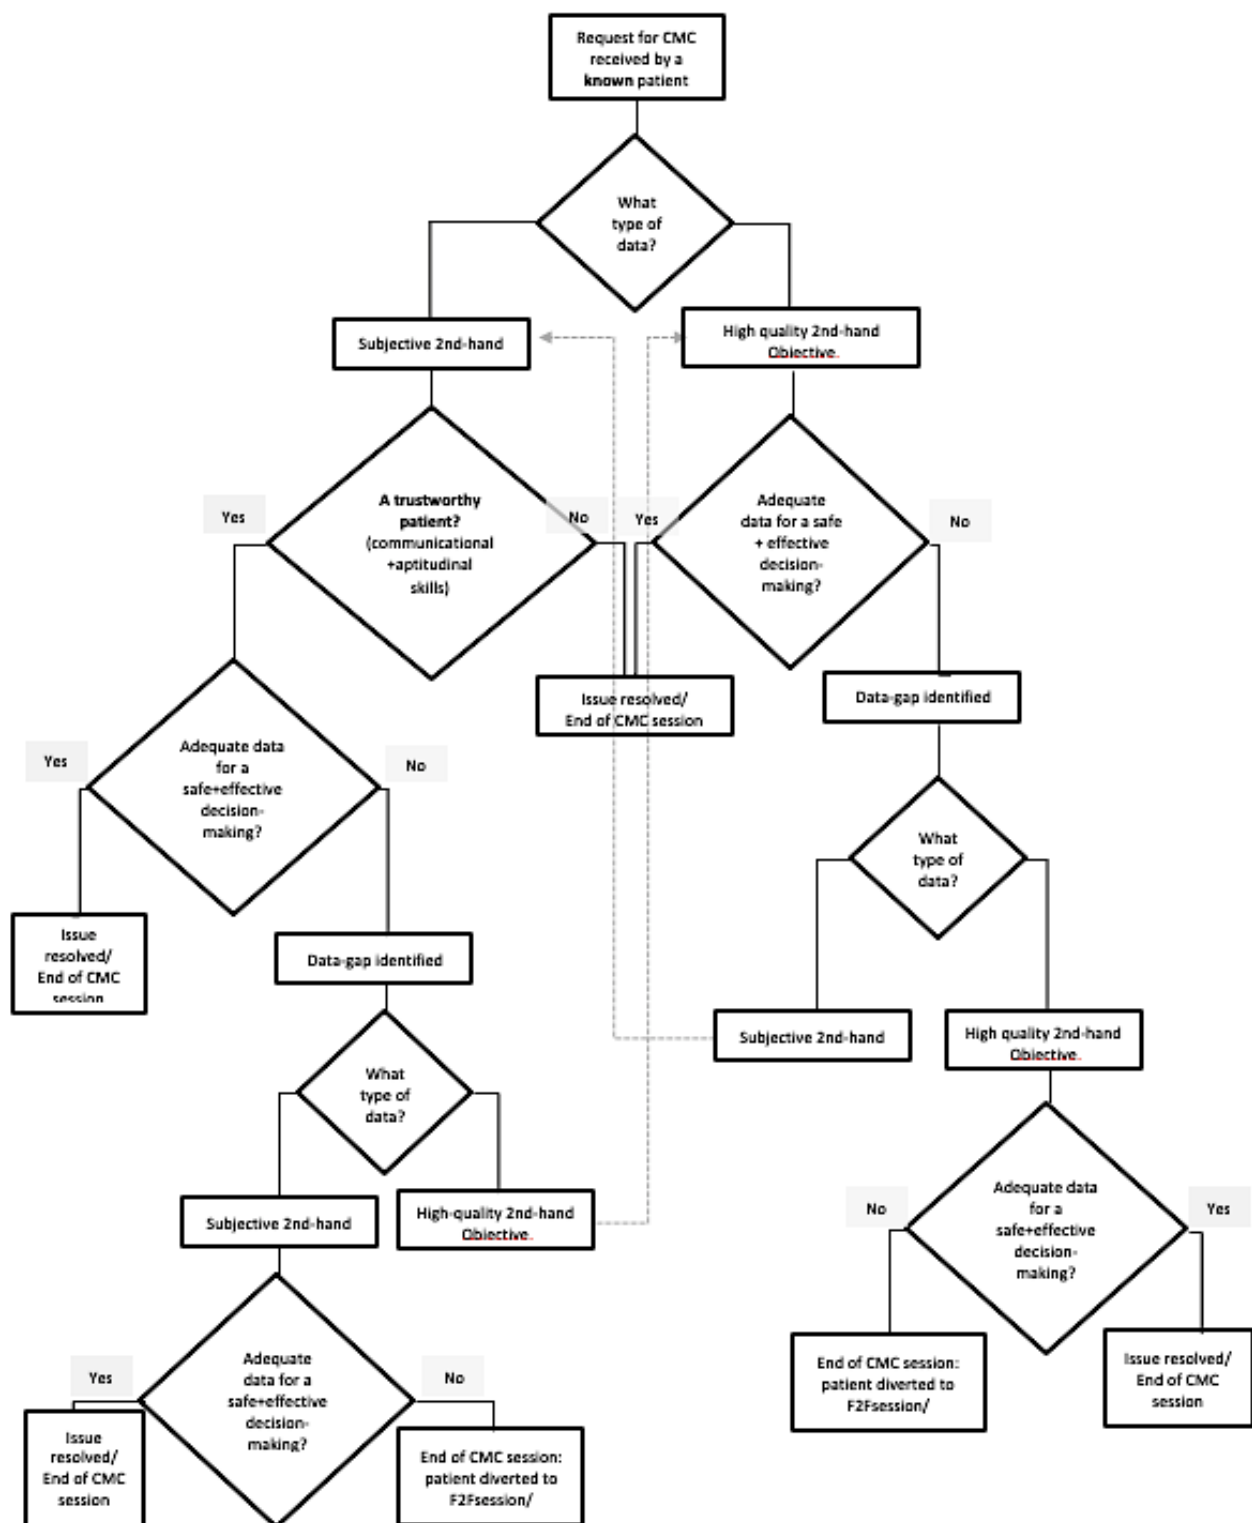 Request for CMC
received by a
known patient
What
type of
data?
Subjective 2nd-hand
High quality 2nd-hand
Objective.
Yes
A trustworthy
patient?
(communicational
+aptitudinal
skills)
No
Yes
Adequate
data for a safe
+ effective
decision-
making?
No
Issue resolved/
End of CMC session
Data-gap identified
Yes
Adequate data
for a
safe+effective
decision-
making?
No
What
type of
data?
Issue
resolved/
End of CMC
session
Data-gap identified
Subjective 2nd-hand
High quality 2nd-hand
Objective.
What
type of
data?
Subjective 2nd-hand
High-quality 2nd-hand
Objective.
No
Adequate data
for a
safe+effective
decision-
making?
Yes
End of CMC session:
patient diverted to
F2Fsession/
Issue resolved/
End of CMC
session
Yes
Adequate
data for a
safe+effective
decision-
making?
No
Issue
resolved/
End of CMC
session
End of CMC session:
patient diverted to
F2Fsession/